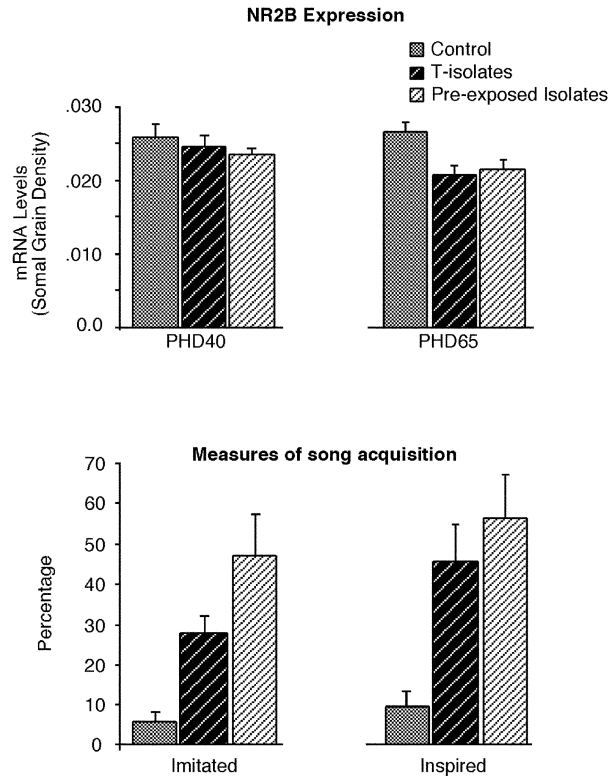 NR2B Expression
Control
T-isolates
Pre-exposed Isolates
mRNA Levels
(Somal Grain Density)
.030
.020
.010
0.0
PHD40
PHD65
Measures of song acquisition
Percentage
70
60
50
40
30
20
10
0
Imitated
Inspired